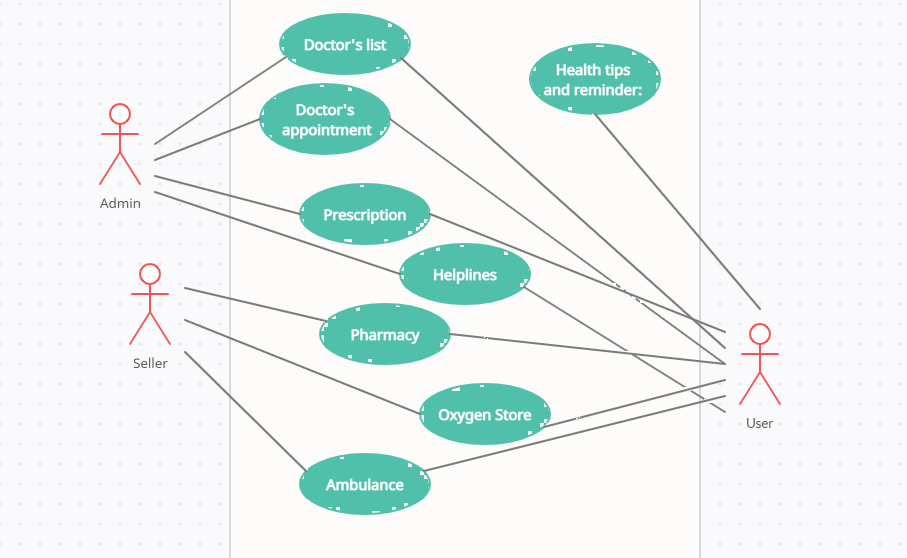 Doctor's list
Health tips
and reminder:
Doctor's
appointment
Admin
Prescription
Helplines
Seller
Pharmacy
Oxygen Store
User
Ambulance